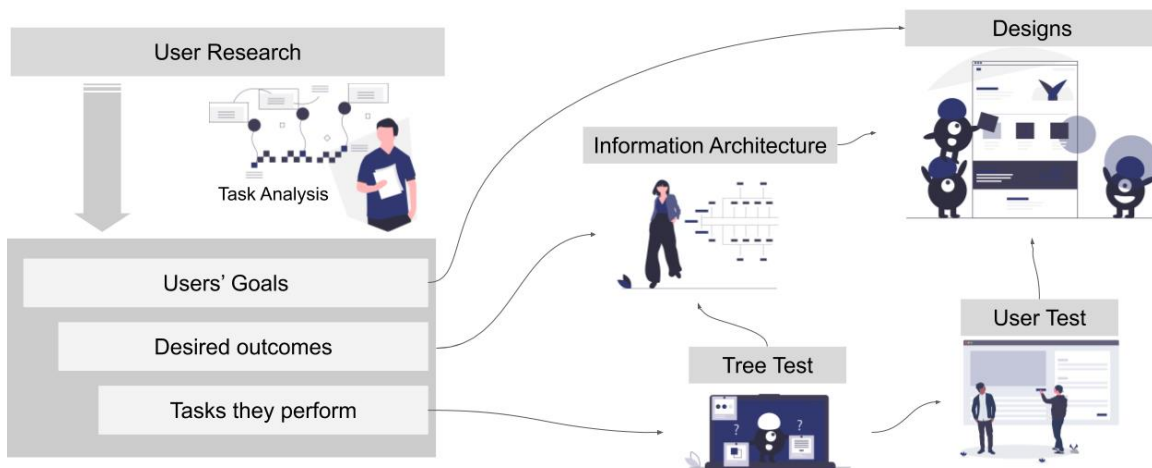 User Research
Task Analysis
Users’ Goals
Desired outcomes
Tasks they perform
Information Architecture
Designs
Tree Test
? ?
User Test